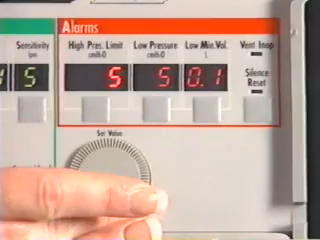 Alarms
Sensitivity High Pres. Limit Low Pressure Low Min.Vol. Vent Inop
lpm cmH₂O cmH₂O L
5 5 5 0.1 Silence
Reset
Set Value